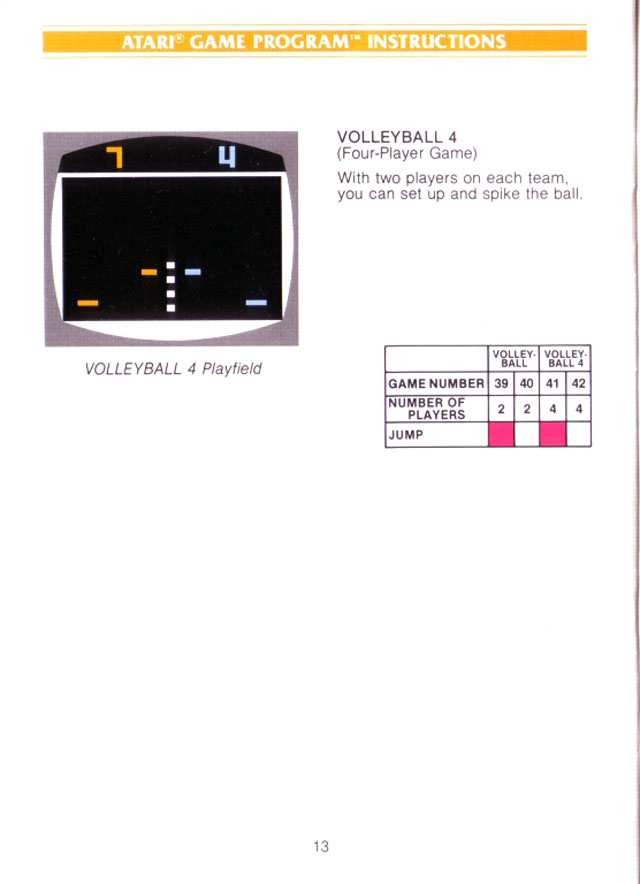 ATARI® GAME PROGRAM™ INSTRUCTIONS
7 4
VOLLEYBALL 4
(Four-Player Game)
With two players on each team,
you can set up and spike the ball.
VOLLEYBALL 4 Playfield
VOLLEY- VOLLEY-
BALL BALL 4
GAME NUMBER 39 40 41 42
NUMBER OF
PLAYERS 2 2 4 4
JUMP
13